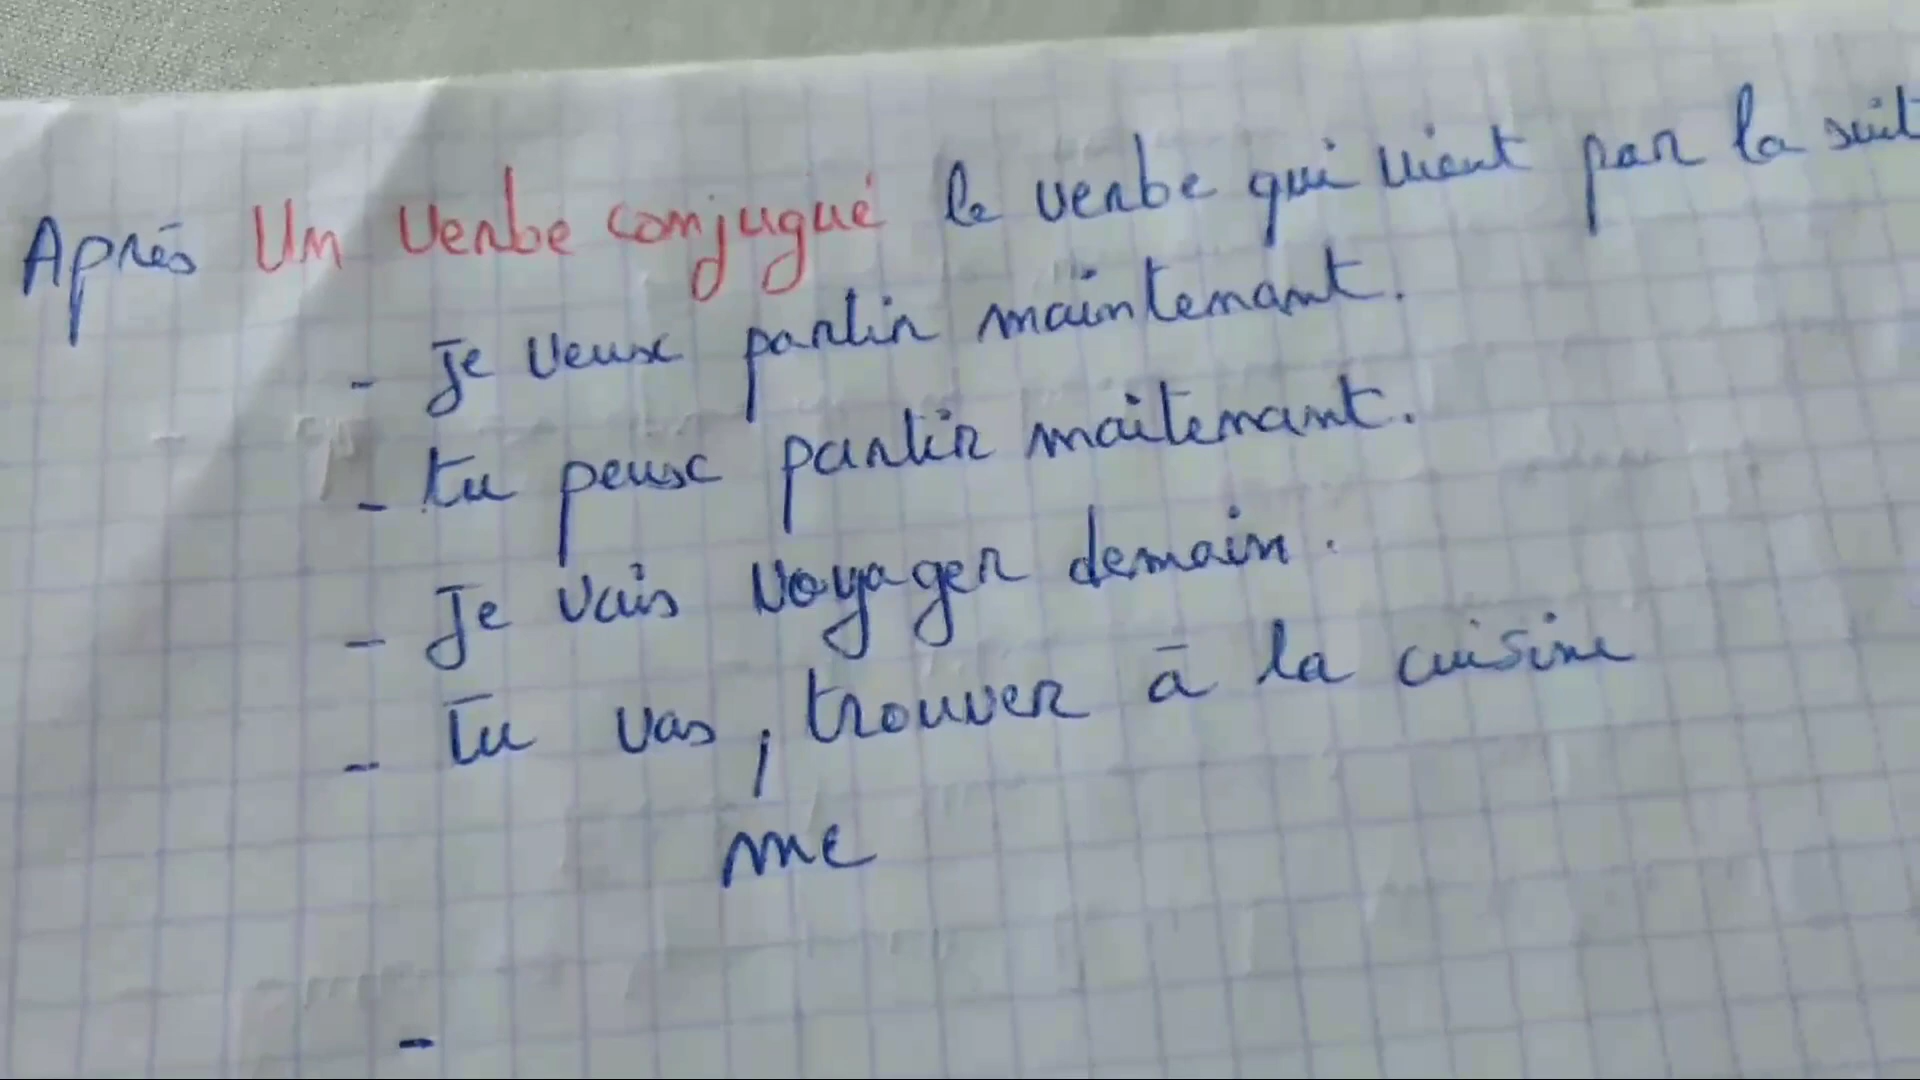 Après Un verbe conjugué le verbe qui vient par la suit
- Je veux partir maintenant.
- tu peux partir maitenant.
- Je vais voyager demain.
- Tu vas , trouver à la cuisine
me
-